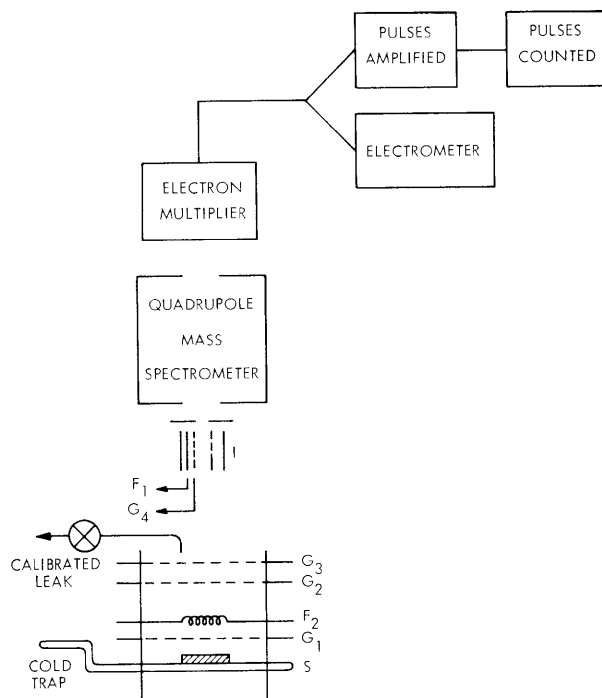 PULSES
AMPLIFIED
PULSES
COUNTED
ELECTROMETER
ELECTRON
MULTIPLIER
QUADRUPOLE
MASS
SPECTROMETER
I
F1
G4
CALIBRATED
LEAK
G3
G2
F2
G1
COLD
TRAP
S